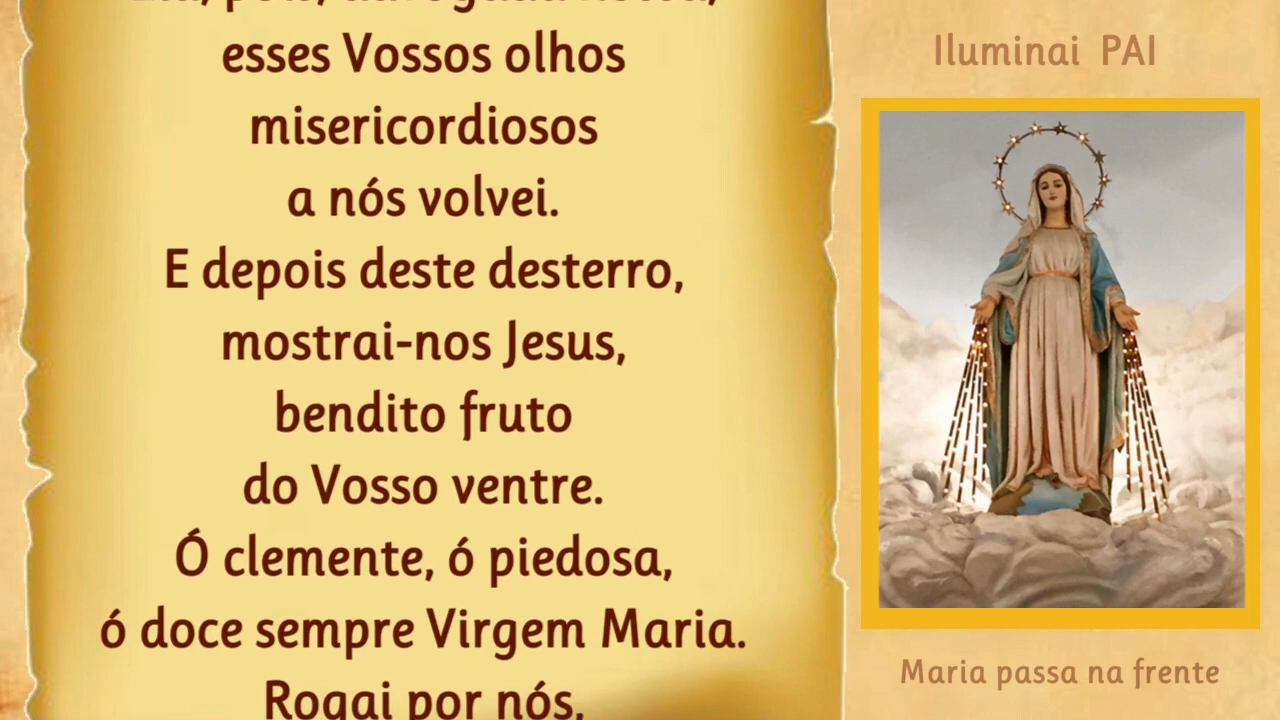 esses Vossos olhos
misericordiosos
a nós volvei.
E depois deste desterro,
mostrai-nos Jesus,
bendito fruto
do Vosso ventre.
Ó clemente, ó piedosa,
ó doce sempre Virgem Maria.
Rogai por nós,
Iluminai PAI
Maria passa na frente